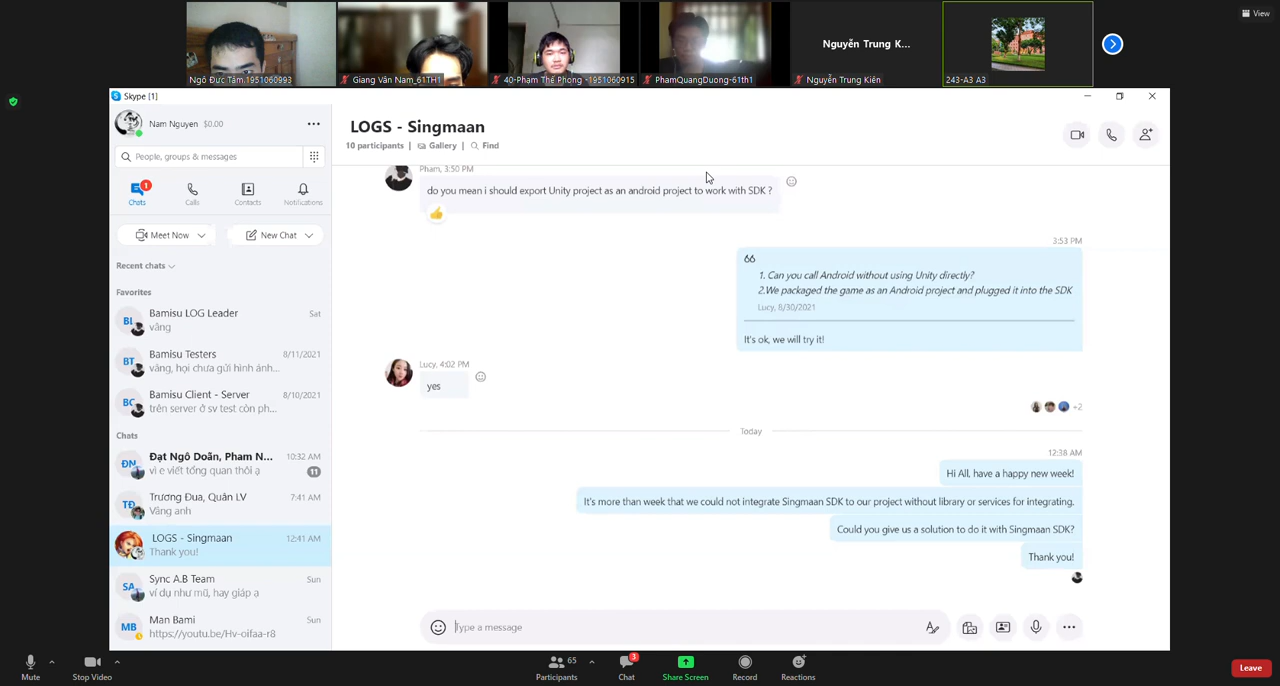 View
Nguyễn Trung K...
Ngô Đức Tâm.1951060993
Giang Văn Nam_61TH1
40-Phạm Thế Phong -1951060915
PhamQuangDuong-61th1
Nguyễn Trung Kiên
243-A3 A3
Skype [1]
Nam Nguyen $0.00
People, groups & messages
1
Chats
Calls
Contacts
Notifications
Meet Now
New Chat
Recent chats
Favorites
BL
Bamisu LOG Leader
Sat
vâng
BT
Bamisu Testers
8/11/2021
vâng, họi chưa gửi hình ảnh...
BC
Bamisu Client - Server
8/10/2021
trên server ở sv test còn ph...
Chats
ĐN
Đạt Ngô Doãn, Pham N...
10:32 AM
vì e viết tổng quan thôi ạ
11
TĐ
Trương Đua, Quân LV
7:41 AM
Vâng anh
LOGS - Singmaan
12:41 AM
Thank you!
SA
Sync A.B Team
Sun
ví dụ như mũ, hay giáp ạ
MB
Man Bami
Sun
https://youtu.be/Hv-oifaa-r8
LOGS - Singmaan
10 participants | Gallery | Find
Pham, 3:50 PM
do you mean i should export Unity project as an android project to work with SDK ?
3:53 PM
1. Can you call Android without using Unity directly?
2.We packaged the game as an Android project and plugged it into the SDK
Lucy, 8/30/2021
It's ok, we will try it!
Lucy, 4:02 PM
yes
+2
Today
12:38 AM
Hi All, have a happy new week!
It's more than week that we could not integrate Singmaan SDK to our project without library or services for integrating.
Could you give us a solution to do it with Singmaan SDK?
Thank you!
Type a message
Mute
Stop Video
65
Participants
3
Chat
Share Screen
Record
Reactions
Leave